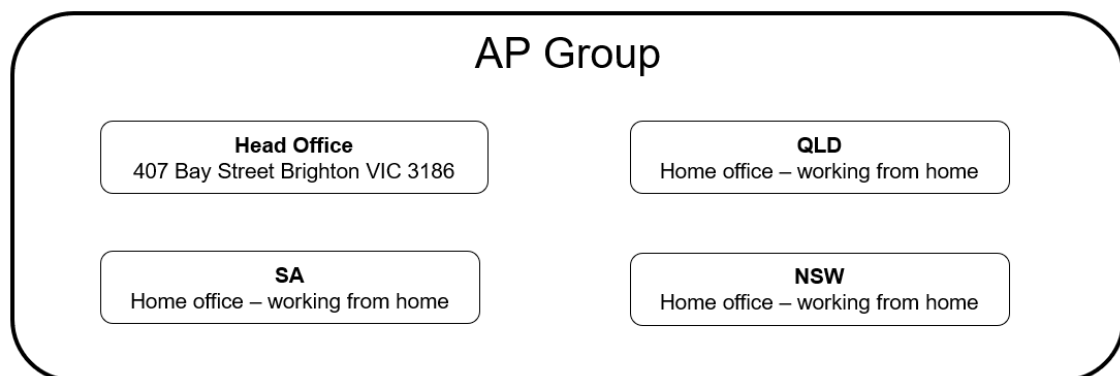 AP Group
Head Office
407 Bay Street Brighton VIC 3186
QLD
Home office – working from home
SA
Home office – working from home
NSW
Home office – working from home